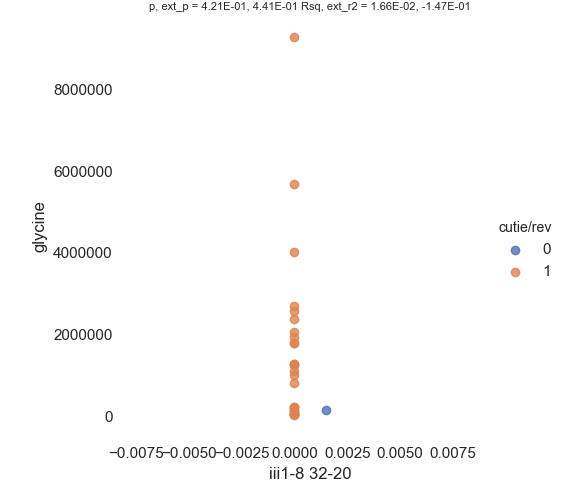 p, ext_p = 4.21E-01, 4.41E-01 Rsq, ext_r2 = 1.66E-02, -1.47E-01
8000000
6000000
4000000
2000000
0
glycine
cutie/rev
0
1
−0.0075 −0.0050 −0.0025 0.0000 0.0025 0.0050 0.0075
iii1-8 32-20